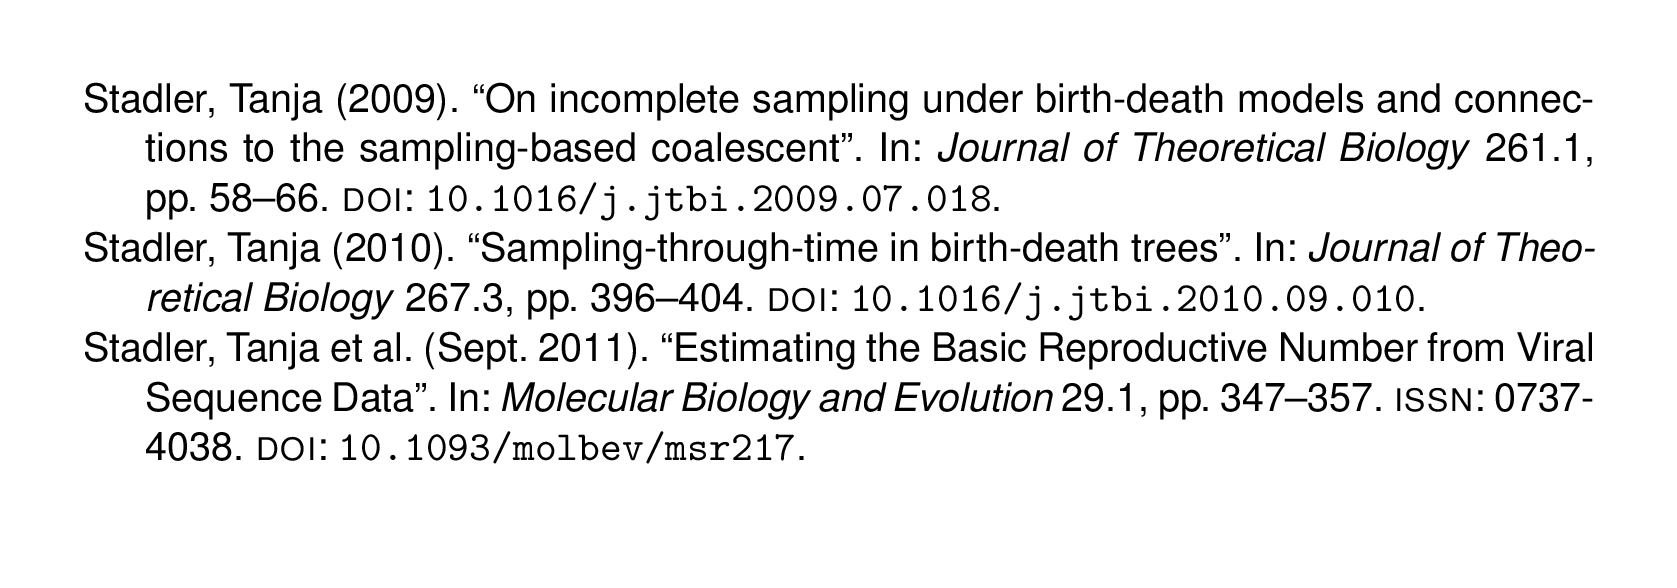 Stadler, Tanja (2009). “On incomplete sampling under birth-death models and connec-
tions to the sampling-based coalescent”. In: Journal of Theoretical Biology 261.1,
pp. 58–66. DOI: 10.1016/j.jtbi.2009.07.018.
Stadler, Tanja (2010). “Sampling-through-time in birth-death trees”. In: Journal of Theo-
retical Biology 267.3, pp. 396–404. DOI: 10.1016/j.jtbi.2010.09.010.
Stadler, Tanja et al. (Sept. 2011). “Estimating the Basic Reproductive Number from Viral
Sequence Data”. In: Molecular Biology and Evolution 29.1, pp. 347–357. ISSN: 0737-
4038. DOI: 10.1093/molbev/msr217.